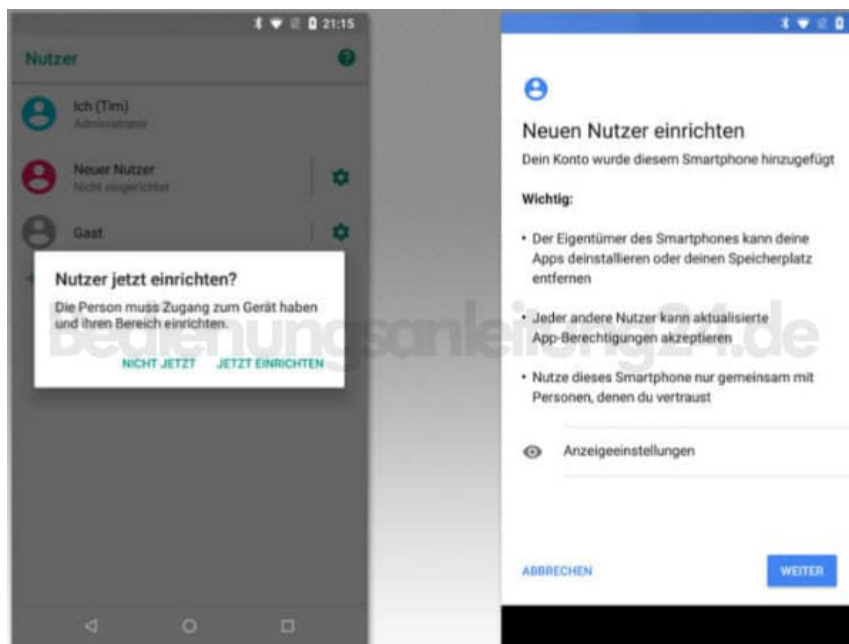 21:15
Nutzer
Ich (Tim)
Administrator
Neuer Nutzer
Nicht eingerichtet
Gast
Nutzer jetzt einrichten?
Die Person muss Zugang zum Gerät haben
und ihren Bereich einrichten.
NICHT JETZT JETZT EINRICHTEN
Neuen Nutzer einrichten
Dein Konto wurde diesem Smartphone hinzugefügt
Wichtig:
• Der Eigentümer des Smartphones kann deine
Apps deinstallieren oder deinen Speicherplatz
entfernen
• Jeder andere Nutzer kann aktualisierte
App-Berechtigungen akzeptieren
• Nutze dieses Smartphone nur gemeinsam mit
Personen, denen du vertraust
Anzeigeeinstellungen
ABBRECHEN WEITER
Bedienungsanleitung24.de